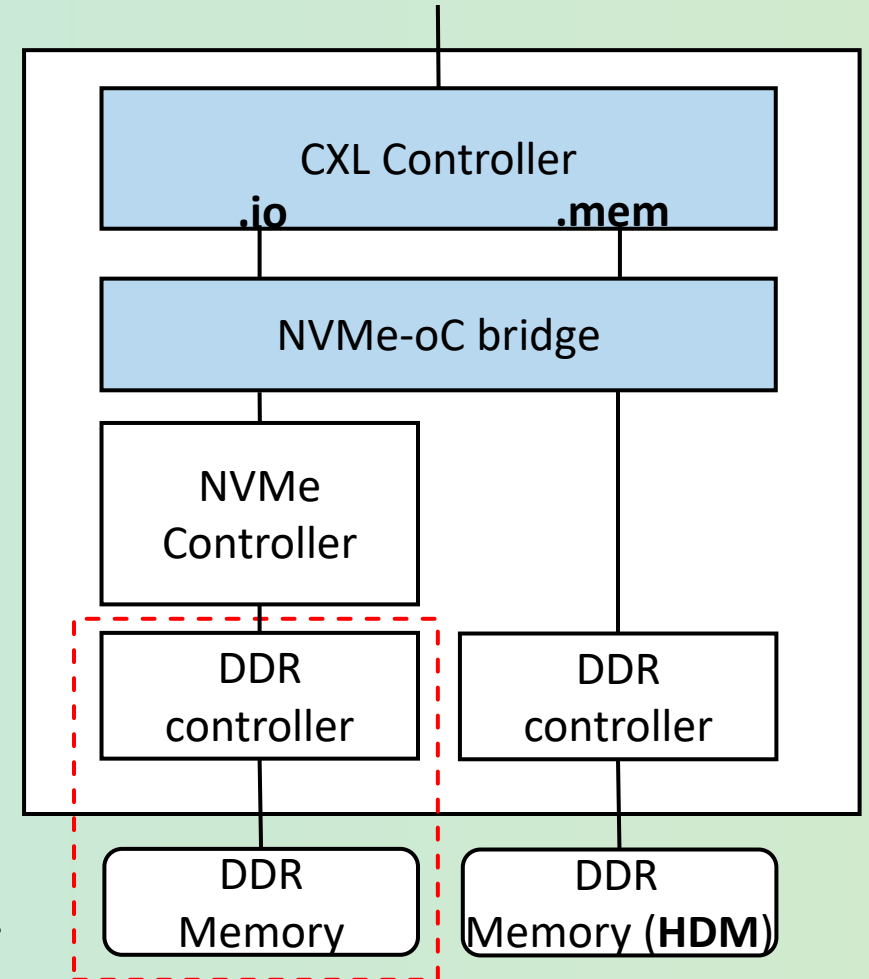 CXL Controller
.io .mem
NVMe-oC bridge
NVMe
Controller
DDR
controller
DDR
controller
DDR
Memory
DDR
Memory (HDM)